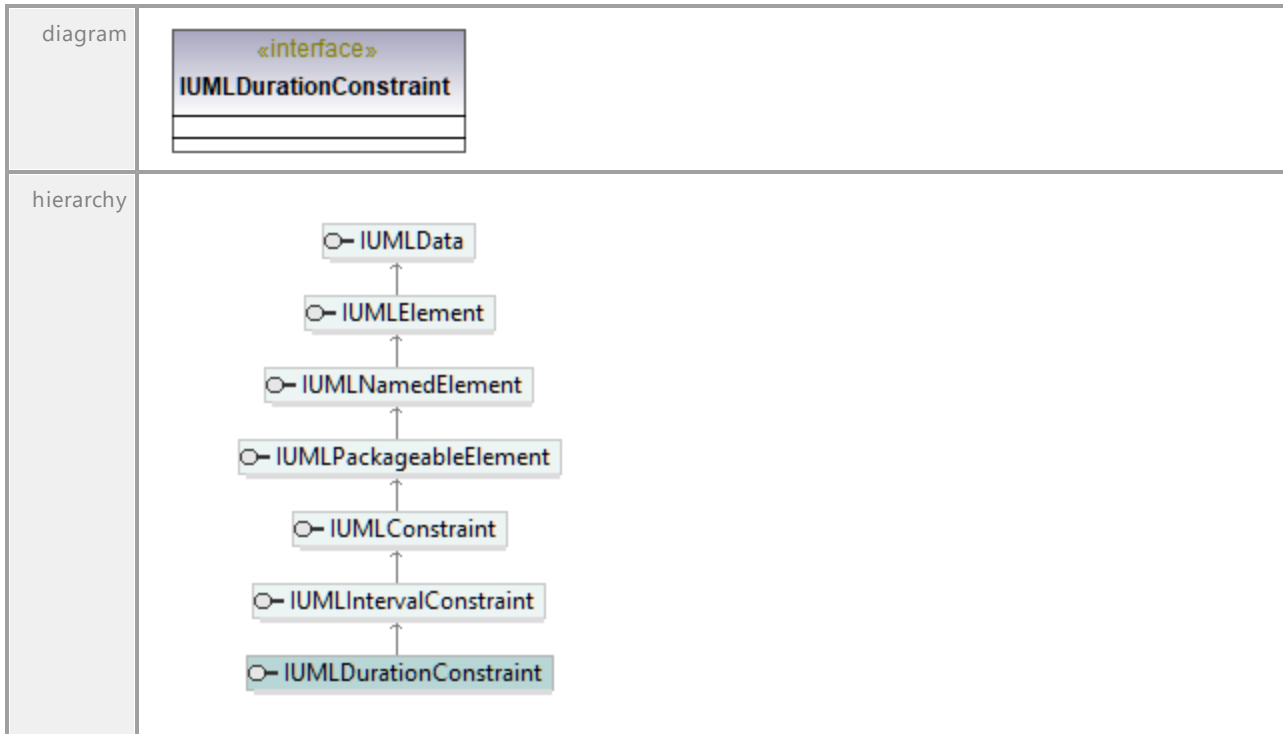 diagram
«interface»
IUMLDurationConstraint
hierarchy
IUMLData
IUMLElement
IUMLNamedElement
IUMLPackageableElement
IUMLConstraint
IUMLIntervalConstraint
IUMLDurationConstraint